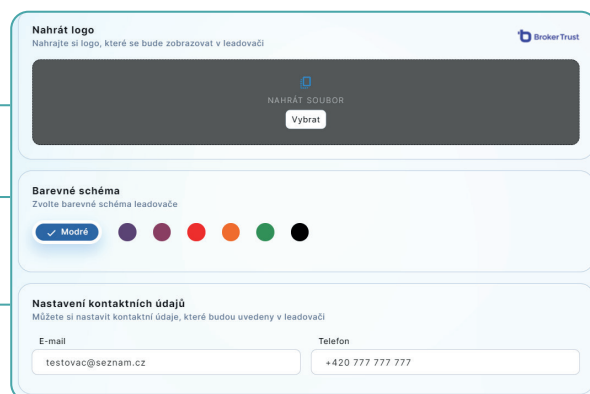 Nahrát logo
Nahrajte si logo, které se bude zobrazovat v leadovači
BrokerTrust
NAHRÁT SOUBOR
Vybrat
Barevné schéma
Zvolte barevné schéma leadovače
Modré
Nastavení kontaktních údajů
Můžete si nastavit kontaktní údaje, které budou uvedeny v leadovači
E-mail
Telefon
testovac@seznam.cz
+420 777 777 777